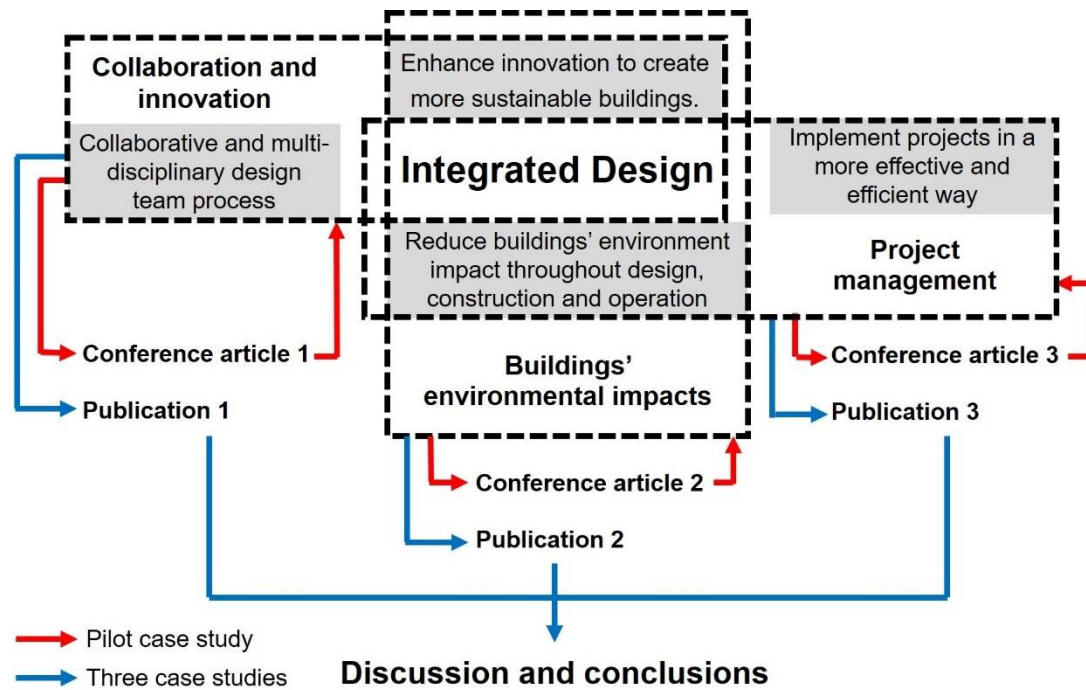 Collaboration and
innovation
Collaborative and multi-
disciplinary design
team process
Enhance innovation to create
more sustainable buildings.
Integrated Design
Reduce buildings’ environment
impact throughout design,
construction and operation
Implement projects in a
more effective and
efficient way
Project
management
Buildings’
environmental impacts
Conference article 1
Publication 1
Conference article 2
Publication 2
Conference article 3
Publication 3
Pilot case study
Three case studies
Discussion and conclusions